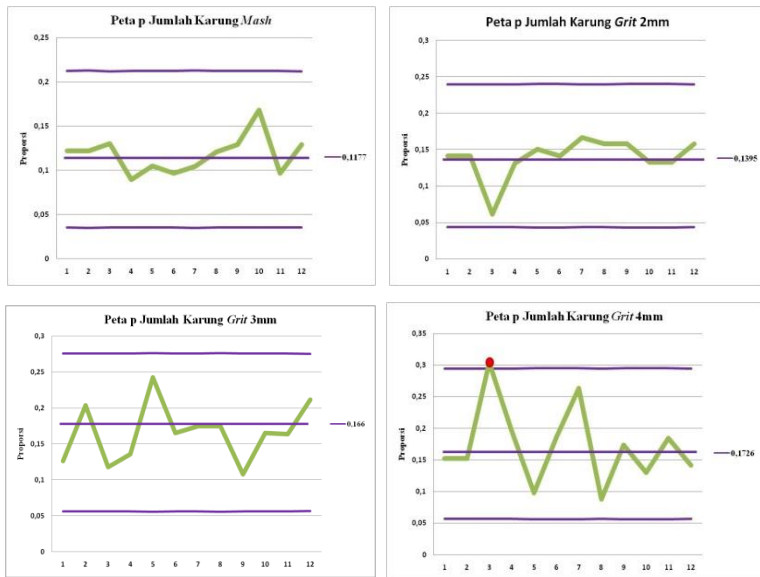 Peta p Jumlah Karung Mash
0,25
0,2
0,15
0,1
0,05
0
Proporsi
1 2 3 4 5 6 7 8 9 10 11 12
0.1177
Peta p Jumlah Karung Grit 2mm
0,3
0,25
0,2
0,15
0,1
0,05
0
Proporsi
1 2 3 4 5 6 7 8 9 10 11 12
0.1395
Peta p Jumlah Karung Grit 3mm
0,3
0,25
0,2
0,15
0,1
0,05
0
Proporsi
1 2 3 4 5 6 7 8 9 10 11 12
0,166
Peta p Jumlah Karung Grit 4mm
0,35
0,3
0,25
0,2
0,15
0,1
0,05
0
Proporsi
1 2 3 4 5 6 7 8 9 10 11 12
0,1726